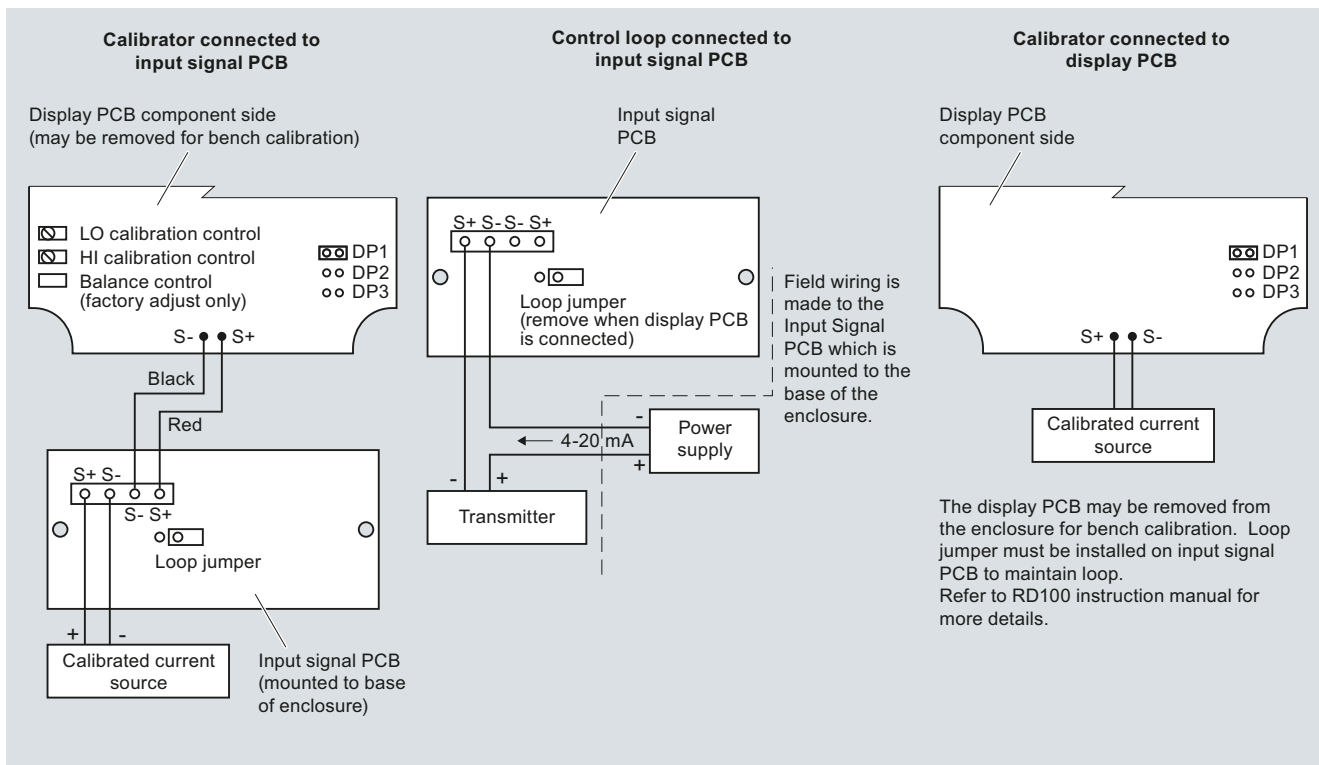 Calibrator connected to
input signal PCB
Display PCB component side
(may be removed for bench calibration)
LO calibration control
HI calibration control
Balance control
(factory adjust only)
DP1
DP2
DP3
S- S+
Black
Red
S+ S-
S- S+
Loop jumper
+ -
Calibrated current
source
Input signal PCB
(mounted to base
of enclosure)
Control loop connected to
input signal PCB
Input signal
PCB
S+ S- S- S+
Loop jumper
(remove when display PCB
is connected)
Field wiring is
made to the
Input Signal
PCB which is
mounted to the
base of the
enclosure.
-
4-20 mA
+
Power
supply
- +
Transmitter
Calibrator connected to
display PCB
Display PCB
component side
DP1
DP2
DP3
S+ S-
Calibrated current
source
The display PCB may be removed from
the enclosure for bench calibration. Loop
jumper must be installed on input signal
PCB to maintain loop.
Refer to RD100 instruction manual for
more details.